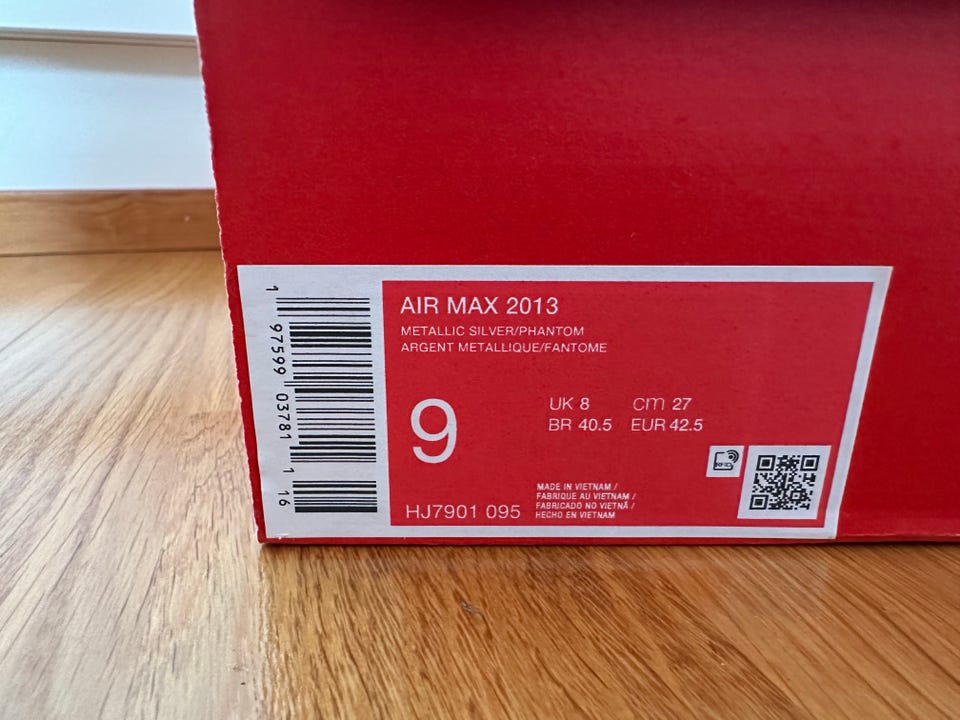 1 97599 03781 1 16
AIR MAX 2013
METALLIC SILVER/PHANTOM
ARGENT METALLIQUE/FANTOME
9
UK 8 cm 27
BR 40.5 EUR 42.5
RFID
HJ7901 095
MADE IN VIETNAM /
FABRIQUE AU VIETNAM /
FABRICADO NO VIETNÃ /
HECHO EN VIETNAM